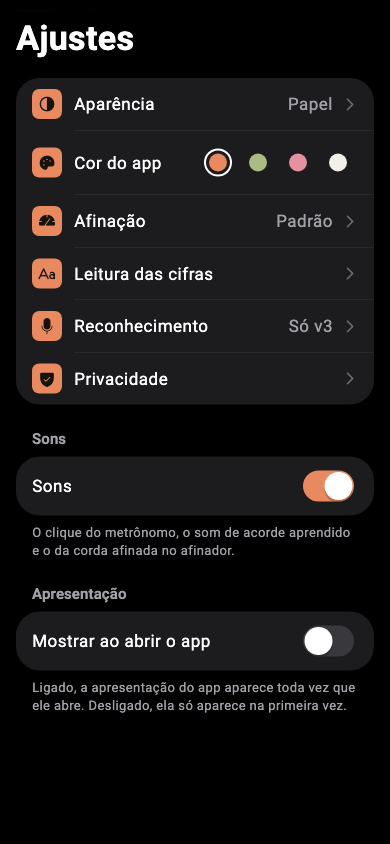 Ajustes
Aparência Papel
Cor do app
Afinação Padrão
Aa Leitura das cifras
Reconhecimento Só v3
Privacidade
Sons
Sons
O clique do metrônomo, o som de acorde aprendido
e o da corda afinada no afinador.
Apresentação
Mostrar ao abrir o app
Ligado, a apresentação do app aparece toda vez que
ele abre. Desligado, ela só aparece na primeira vez.